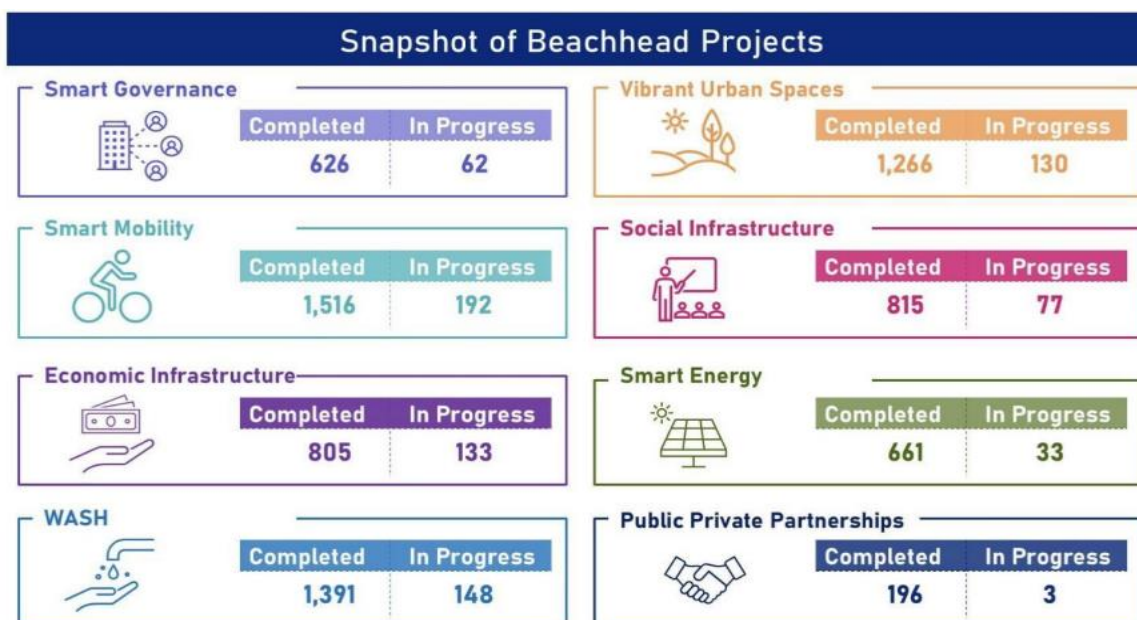 Snapshot of Beachhead Projects
Smart Governance
Completed In Progress
626 62
Vibrant Urban Spaces
Completed In Progress
1,266 130
Smart Mobility
Completed In Progress
1,516 192
Social Infrastructure
Completed In Progress
815 77
Economic Infrastructure
Completed In Progress
805 133
Smart Energy
Completed In Progress
661 33
WASH
Completed In Progress
1,391 148
Public Private Partnerships
Completed In Progress
196 3